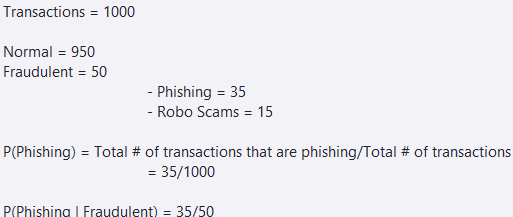 Transactions = 1000
Normal = 950
Fraudulent = 50
- Phishing = 35
- Robo Scams = 15
P(Phishing) = Total # of transactions that are phishing/Total # of transactions
= 35/1000
P(Phishing | Fraudulent) = 35/50